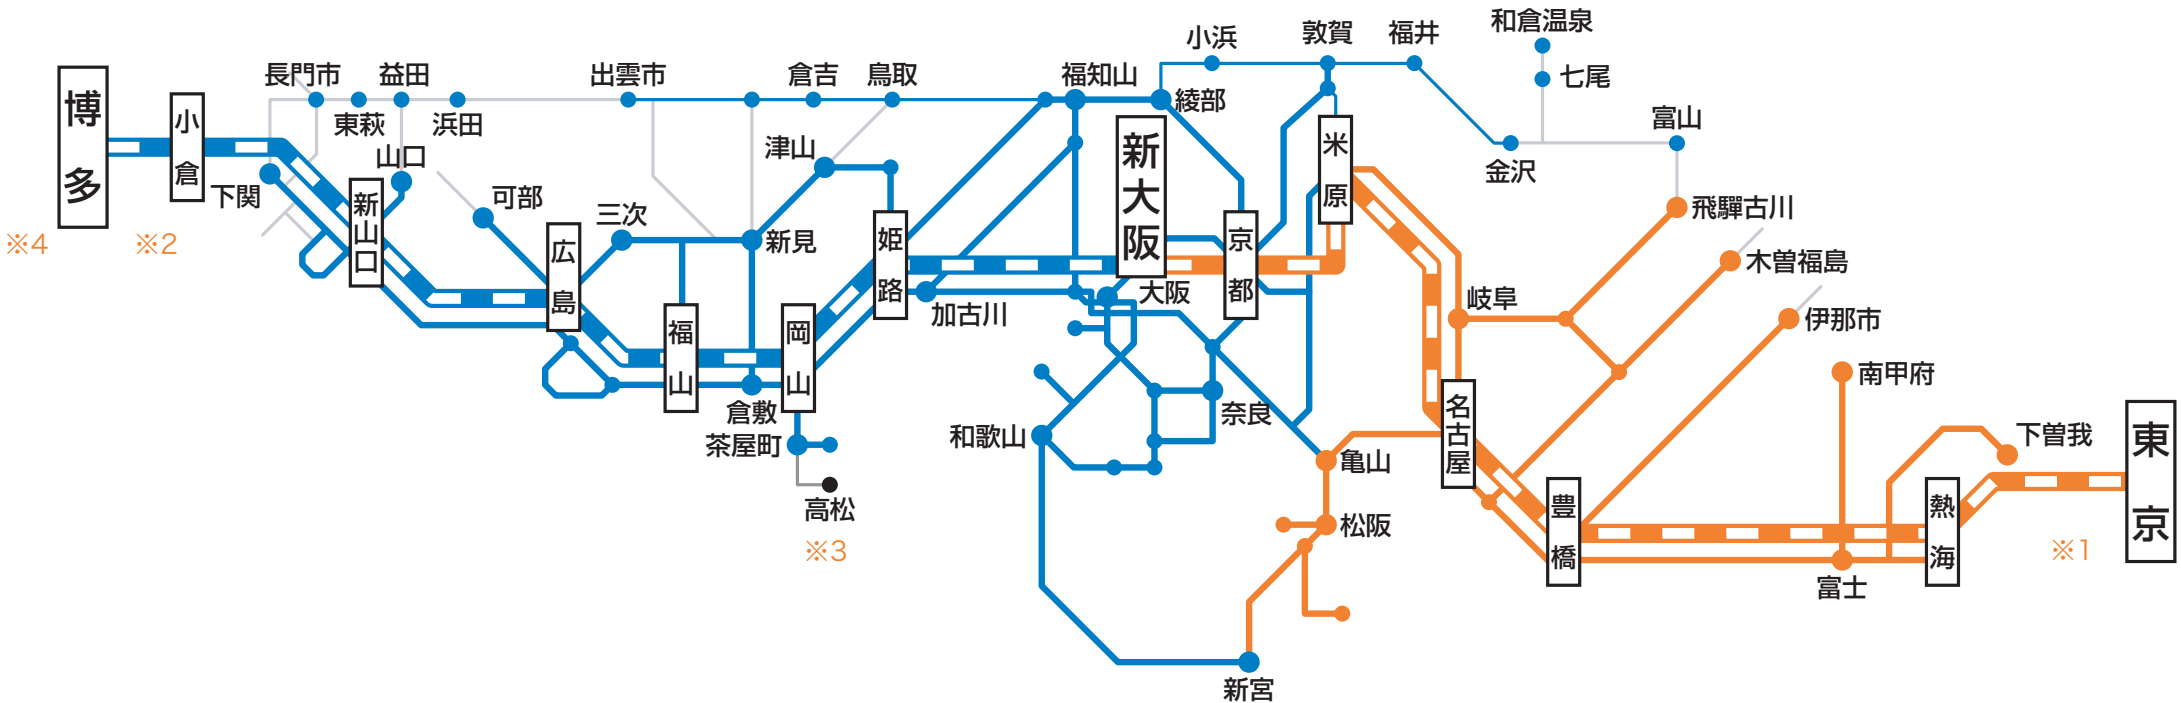 小浜
敦賀
福井
和倉温泉
七尾
長門市
益田
出雲市
倉吉
鳥取
福知山
綾部
東萩
浜田
富山
金沢
博多
小倉
山口
下関
新山口
可部
三次
津山
新見
広島
姫路
新大阪
米原
京都
飛騨古川
木曽福島
伊那市
岐阜
※4
※2
福山
岡山
加古川
大阪
倉敷
茶屋町
高松
※3
和歌山
奈良
名古屋
亀山
松阪
南甲府
下曽我
東京
豊橋
熱海
富士
※1
新宮